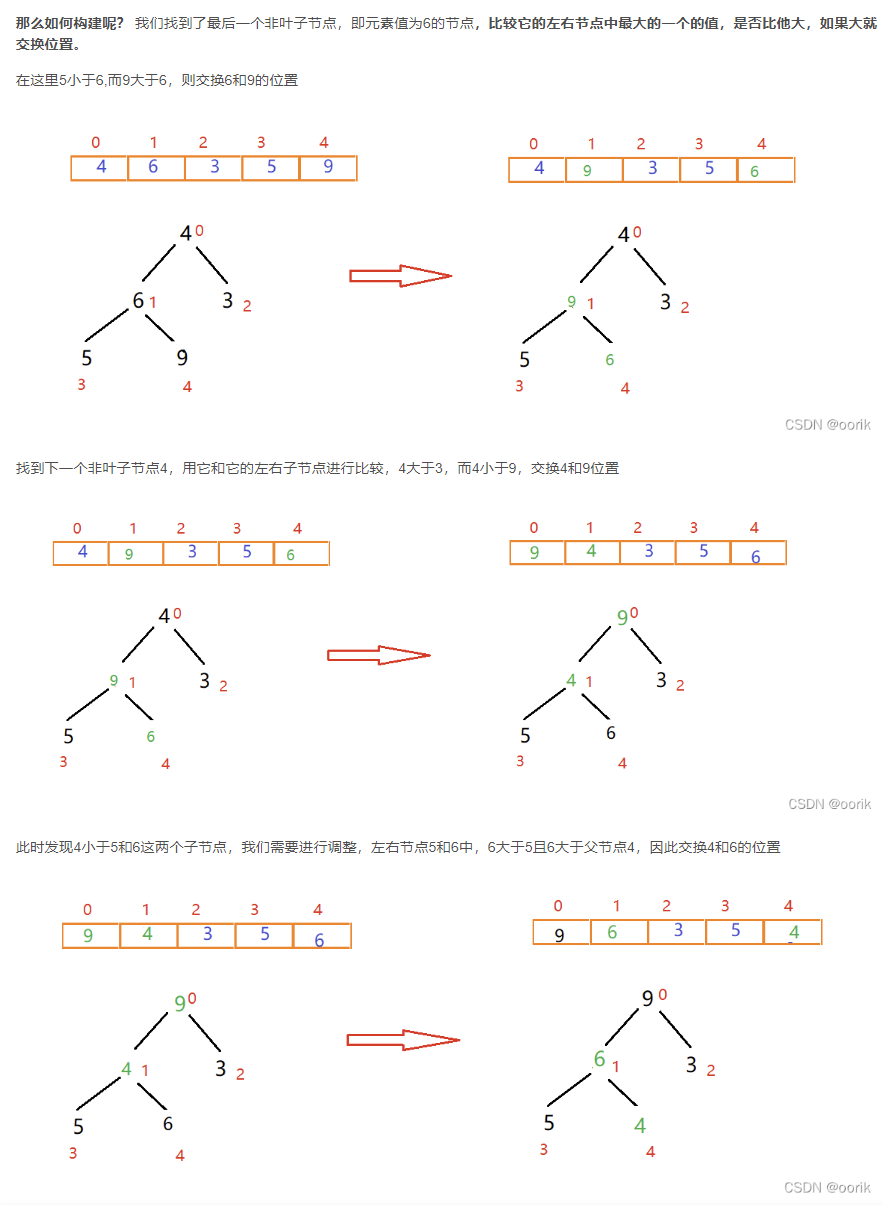 那么如何构建呢？ 我们找到了最后一个非叶子节点，即元素值为6的节点，比较它的左右节点中最大的一个的值，是否比他大，如果大就
交换位置。
在这里5小于6,而9大于6，则交换6和9的位置
0 1 2 3 4
4 6 3 5 9
0 1 2 3 4
4 9 3 5 6
4 0
6 1 3 2
5 9
3 4
4 0
9 1 3 2
5 6
3 4
CSDN @oorik
找到下一个非叶子节点4，用它和它的左右子节点进行比较，4大于3，而4小于9，交换4和9位置
0 1 2 3 4
4 9 3 5 6
0 1 2 3 4
9 4 3 5 6
4 0
9 1 3 2
5 6
3 4
9 0
4 1 3 2
5 6
3 4
CSDN @oorik
此时发现4小于5和6这两个子节点，我们需要进行调整，左右节点5和6中，6大于5且6大于父节点4，因此交换4和6的位置
0 1 2 3 4
9 4 3 5 6
0 1 2 3 4
9 6 3 5 4
9 0
4 1 3 2
5 6
3 4
9 0
6 1 3 2
5 4
3 4
CSDN @oorik